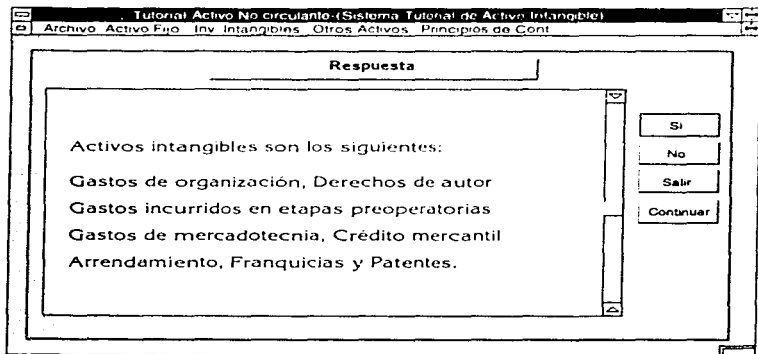 Tutorial Activo No circulante-(Sistema Tutorial de Activo Intangible)
Archivo Activo Fijo Inv Intangibles Otros Activos Principios de Cont
Respuesta
Activos intangibles son los siguientes:
Gastos de organización, Derechos de autor
Gastos incurridos en etapas preoperatorias
Gastos de mercadotecnia, Crédito mercantil
Arrendamiento, Franquicias y Patentes.
Si
No
Salir
Continuar